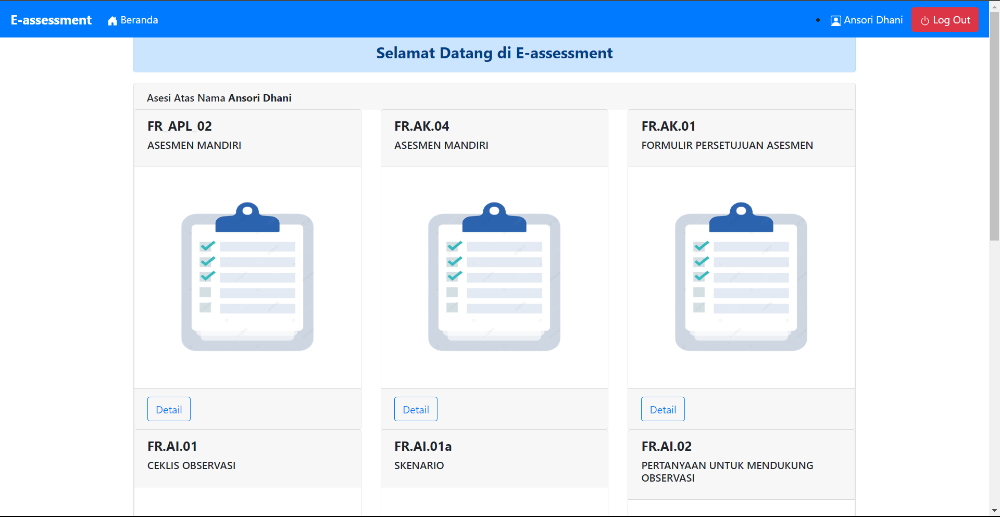 E-assessment
Beranda
Ansori Dhani
Log Out
Selamat Datang di E-assessment
Asesi Atas Nama Ansori Dhani
FR_APL_02
ASESMEN MANDIRI
Detail
FR.AK.04
ASESMEN MANDIRI
Detail
FR.AK.01
FORMULIR PERSETUJUAN ASESMEN
Detail
FR.AI.01
CEKLIS OBSERVASI
FR.AI.01a
SKENARIO
FR.AI.02
PERTANYAAN UNTUK MENDUKUNG
OBSERVASI